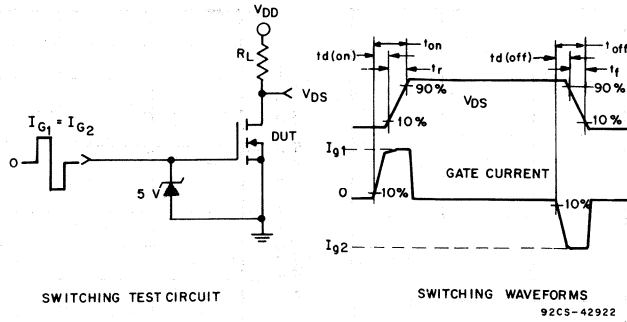 VDD
RL
VDS
IG1 = IG2
DUT
0
5 V
SWITCHING TEST CIRCUIT
ton
td(on)
tr
90%
10%
VDS
td(off)
toff
tf
90%
10%
Ig1
GATE CURRENT
0
10%
10%
Ig2
SWITCHING WAVEFORMS
92CS-42922